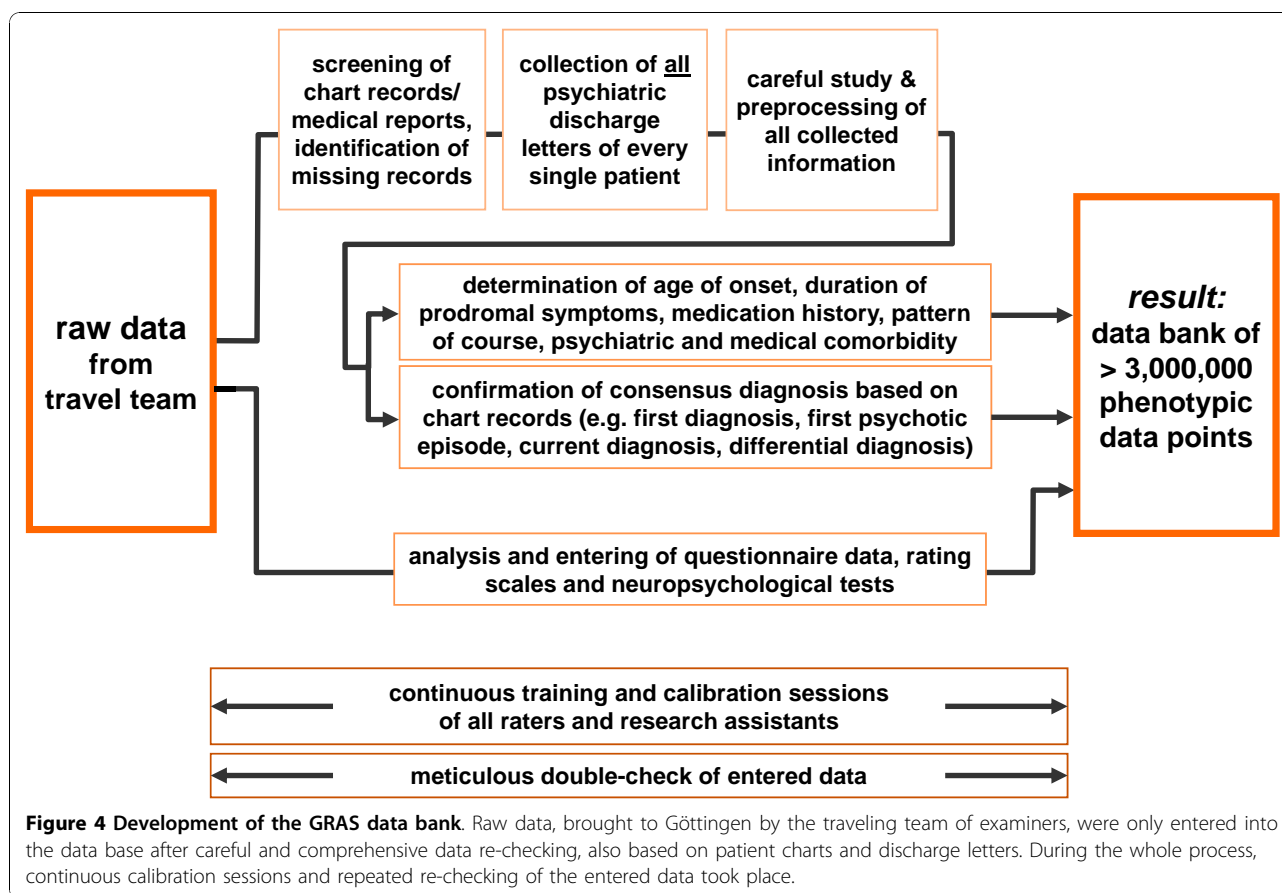 screening of
chart records/
medical reports,
identification of
missing records
collection of all
psychiatric
discharge
letters of every
single patient
careful study &
preprocessing of
all collected
information
raw data
from
travel team
determination of age of onset, duration of
prodromal symptoms, medication history, pattern
of course, psychiatric and medical comorbidity
confirmation of consensus diagnosis based on
chart records (e.g. first diagnosis, first psychotic
episode, current diagnosis, differential diagnosis)
analysis and entering of questionnaire data, rating
scales and neuropsychological tests
result:
data bank of
> 3,000,000
phenotypic
data points
continuous training and calibration sessions
of all raters and research assistants
meticulous double-check of entered data
Figure 4 Development of the GRAS data bank. Raw data, brought to Göttingen by the traveling team of examiners, were only entered into
the data base after careful and comprehensive data re-checking, also based on patient charts and discharge letters. During the whole process,
continuous calibration sessions and repeated re-checking of the entered data took place.